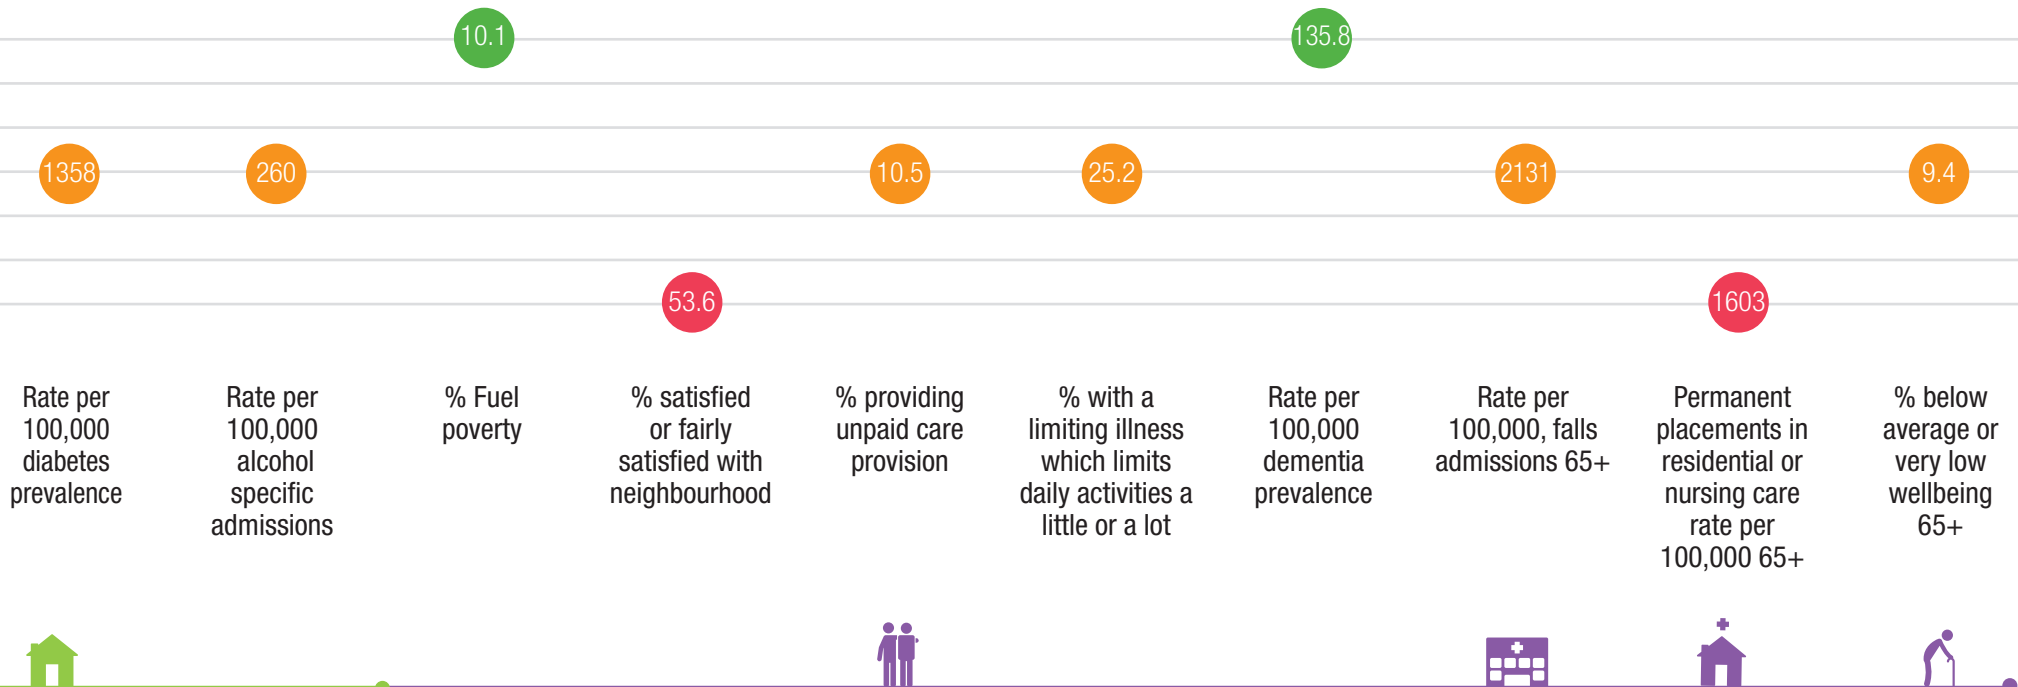 10.1
135.8
1358
260
10.5
25.2
2131
9.4
53.6
1603
Rate per
100,000
diabetes
prevalence
Rate per
100,000
alcohol
specific
admissions
% Fuel
poverty
% satisfied
or fairly
satisfied with
neighbourhood
% providing
unpaid care
provision
% with a
limiting illness
which limits
daily activities a
little or a lot
Rate per
100,000
dementia
prevalence
Rate per
100,000, falls
admissions 65+
Permanent
placements in
residential or
nursing care
rate per
100,000 65+
% below
average or
very low
wellbeing
65+